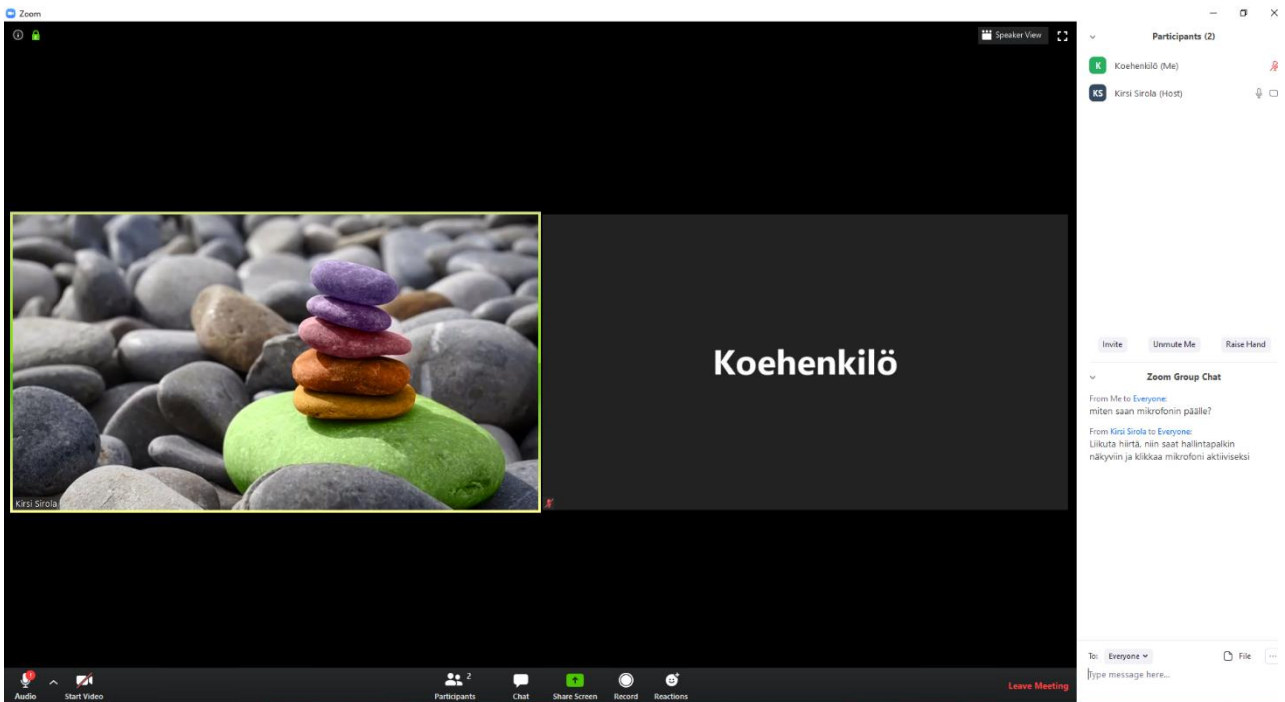 Zoom
Speaker View
Kirsi Sirola
Koehenkilö
Audio
Start Video
Participants
2
Chat
Share Screen
Record
Reactions
Leave Meeting
Participants (2)
K Koehenkilö (Me)
KS Kirsi Sirola (Host)
Invite Unmute Me Raise Hand
Zoom Group Chat
From Me to Everyone:
miten saan mikrofonin päälle?
From Kirsi Sirola to Everyone:
Liikuta hiirtä, niin saat hallintapalkin
näkyviin ja klikkaa mikrofoni aktiiviseksi
To: Everyone File
Type message here...